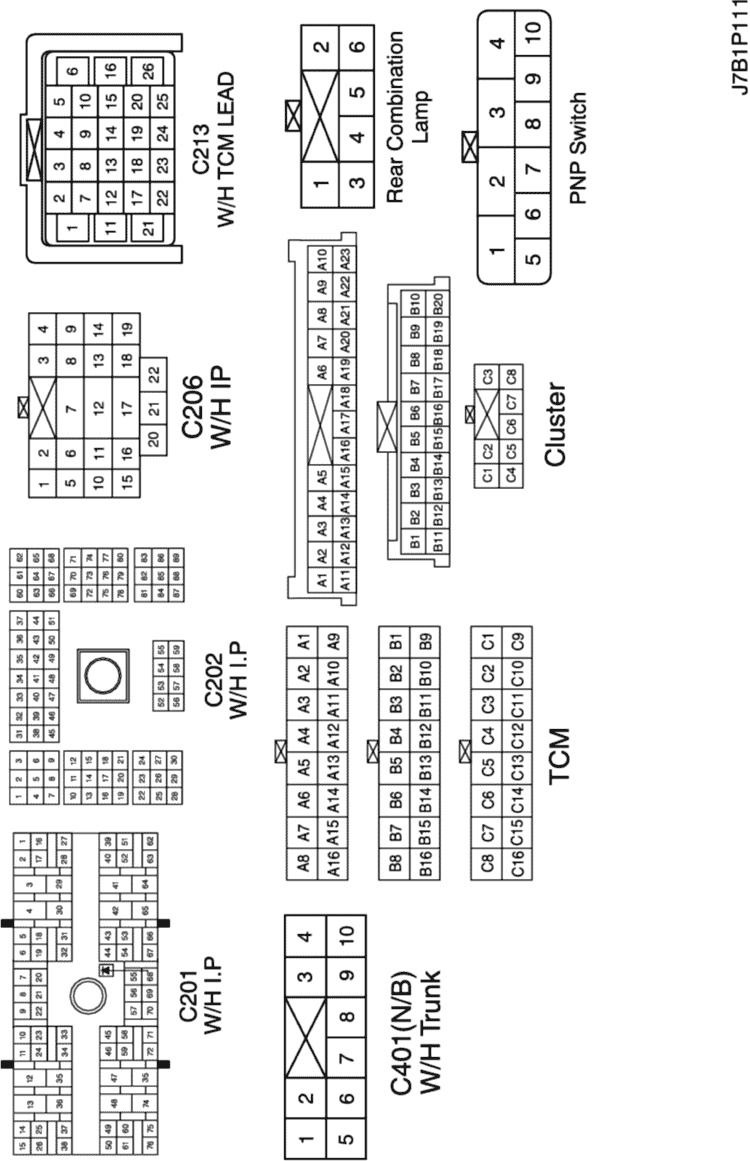 15 14 13 12 11 10 9 8 7 6 5 4 3 2 1
26 25 24 23 22 21 20 19 18 17 16
38 37 36 35 34 33 32 31 30 29 28 27
50 49 48 47 46 45 44 43 42 41 40 39
61 60 59 58 57 56 55 54 53 52 51
76 75 74 35 72 71 70 69 68 67 66 65 64 63 62
C201
W/H I.P
1 2 3
4 5 6
7 8 9
10 11 12
13 14 15
16 17 18
19 20 21
22 23 24
25 26 27
28 29 30
31 32 33 34 35 36 37
38 39 40 41 42 43 44
45 46 47 48 49 50 51
52 53 54 55
56 57 58 59
60 61 62
63 64 65
66 67 68
69 70 71
72 73 74
75 76 77
78 79 80
81 82 83
84 85 86
87 88 89
C202
W/H I.P
1 2 3 4
5 6 7 8 9
10 11 12 13 14
15 16 17 18 19
20 21 22
C206
W/H IP
1 2 3 4 5 6
7 8 9 10
11 12 13 14 15 16
17 18 19 20
21 22 23 24 25 26
C213
W/H TCM LEAD
1 2 3 4
5 6 7 8 9 10
C401(N/B)
W/H Trunk
A8 A7 A6 A5 A4 A3 A2 A1
A16 A15 A14 A13 A12 A11 A10 A9
B8 B7 B6 B5 B4 B3 B2 B1
B16 B15 B14 B13 B12 B11 B10 B9
C8 C7 C6 C5 C4 C3 C2 C1
C16 C15 C14 C13 C12 C11 C10 C9
TCM
A1 A2 A3 A4 A5 A6 A7 A8 A9 A10
A11 A12 A13 A14 A15 A16 A17 A18 A19 A20 A21 A22 A23
B1 B2 B3 B4 B5 B6 B7 B8 B9 B10
B11 B12 B13 B14 B15 B16 B17 B18 B19 B20
C1 C2 C3
C4 C5 C6 C7 C8
Cluster
1 2
3 4 5 6
Rear Combination
Lamp
1 2 3 4
5 6 7 8 9 10
PNP Switch
J7B1P111